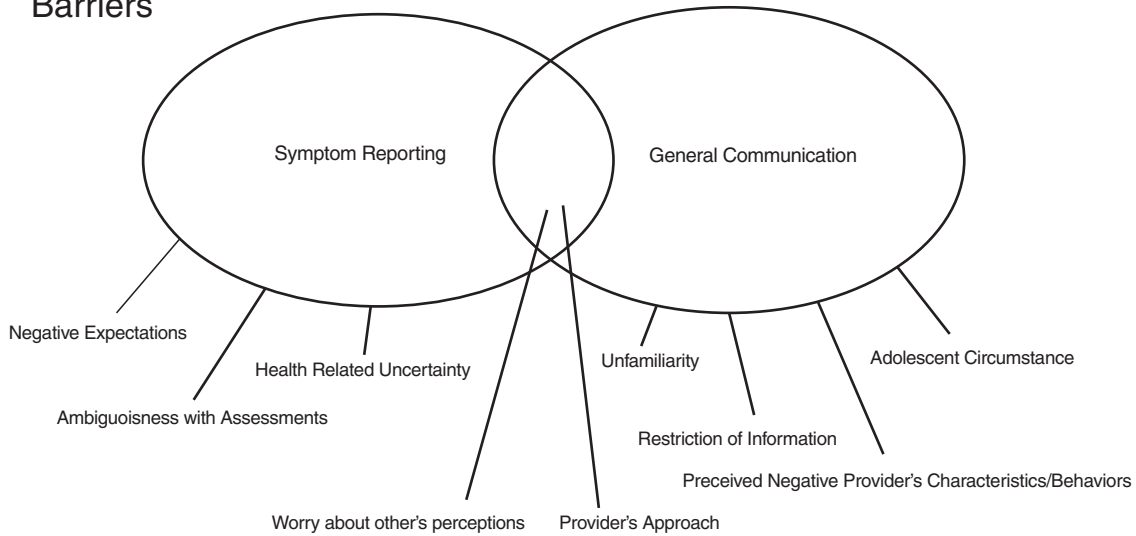 Barriers
Symptom Reporting
General Communication
Negative Expectations
Ambiguoisness with Assessments
Health Related Uncertainty
Worry about other's perceptions
Provider's Approach
Unfamiliarity
Restriction of Information
Preceived Negative Provider's Characteristics/Behaviors
Adolescent Circumstance